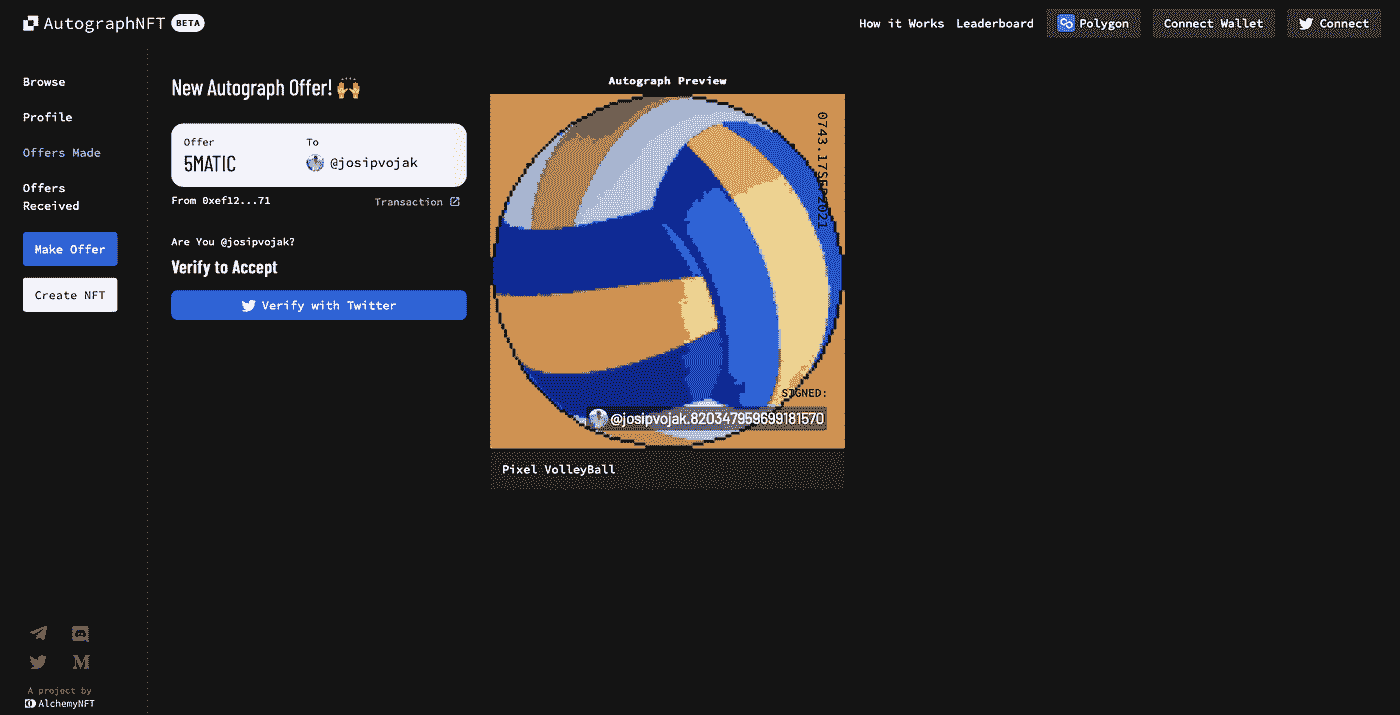 AutographNFT BETA
How it Works Leaderboard Polygon Connect Wallet Connect
Browse
Profile
Offers Made
Offers
Received
Make Offer
Create NFT
New Autograph Offer! 🙌
Offer To
5MATIC @josipvojak
From 0xef12...71 Transaction
Are You @josipvojak?
Verify to Accept
Verify with Twitter
Autograph Preview
0743.17SEP2021
SIGNED:
@josipvojak.820347959699181570
Pixel VolleyBall
A project by
AlchemyNFT